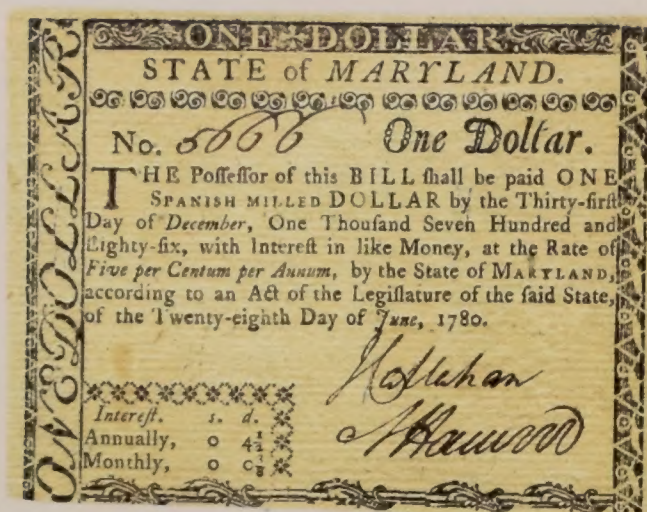 ONE DOLLAR
ONE DOLLAR
STATE of MARYLAND.
No. 5666 One Dollar.
THE Poſſeſſor of this BILL ſhall be paid ONE
SPANISH MILLED DOLLAR by the Thirty-firſt
Day of December, One Thouſand Seven Hundred and
Eighty-ſix, with Intereſt in like Money, at the Rate of
Five per Centum per Annum, by the State of MARYLAND,
according to an Act of the Legiſlature of the ſaid State,
of the Twenty-eighth Day of June, 1780.
Intereſt. s. d.
Annually, 0 4½
Monthly, 0 0⅜